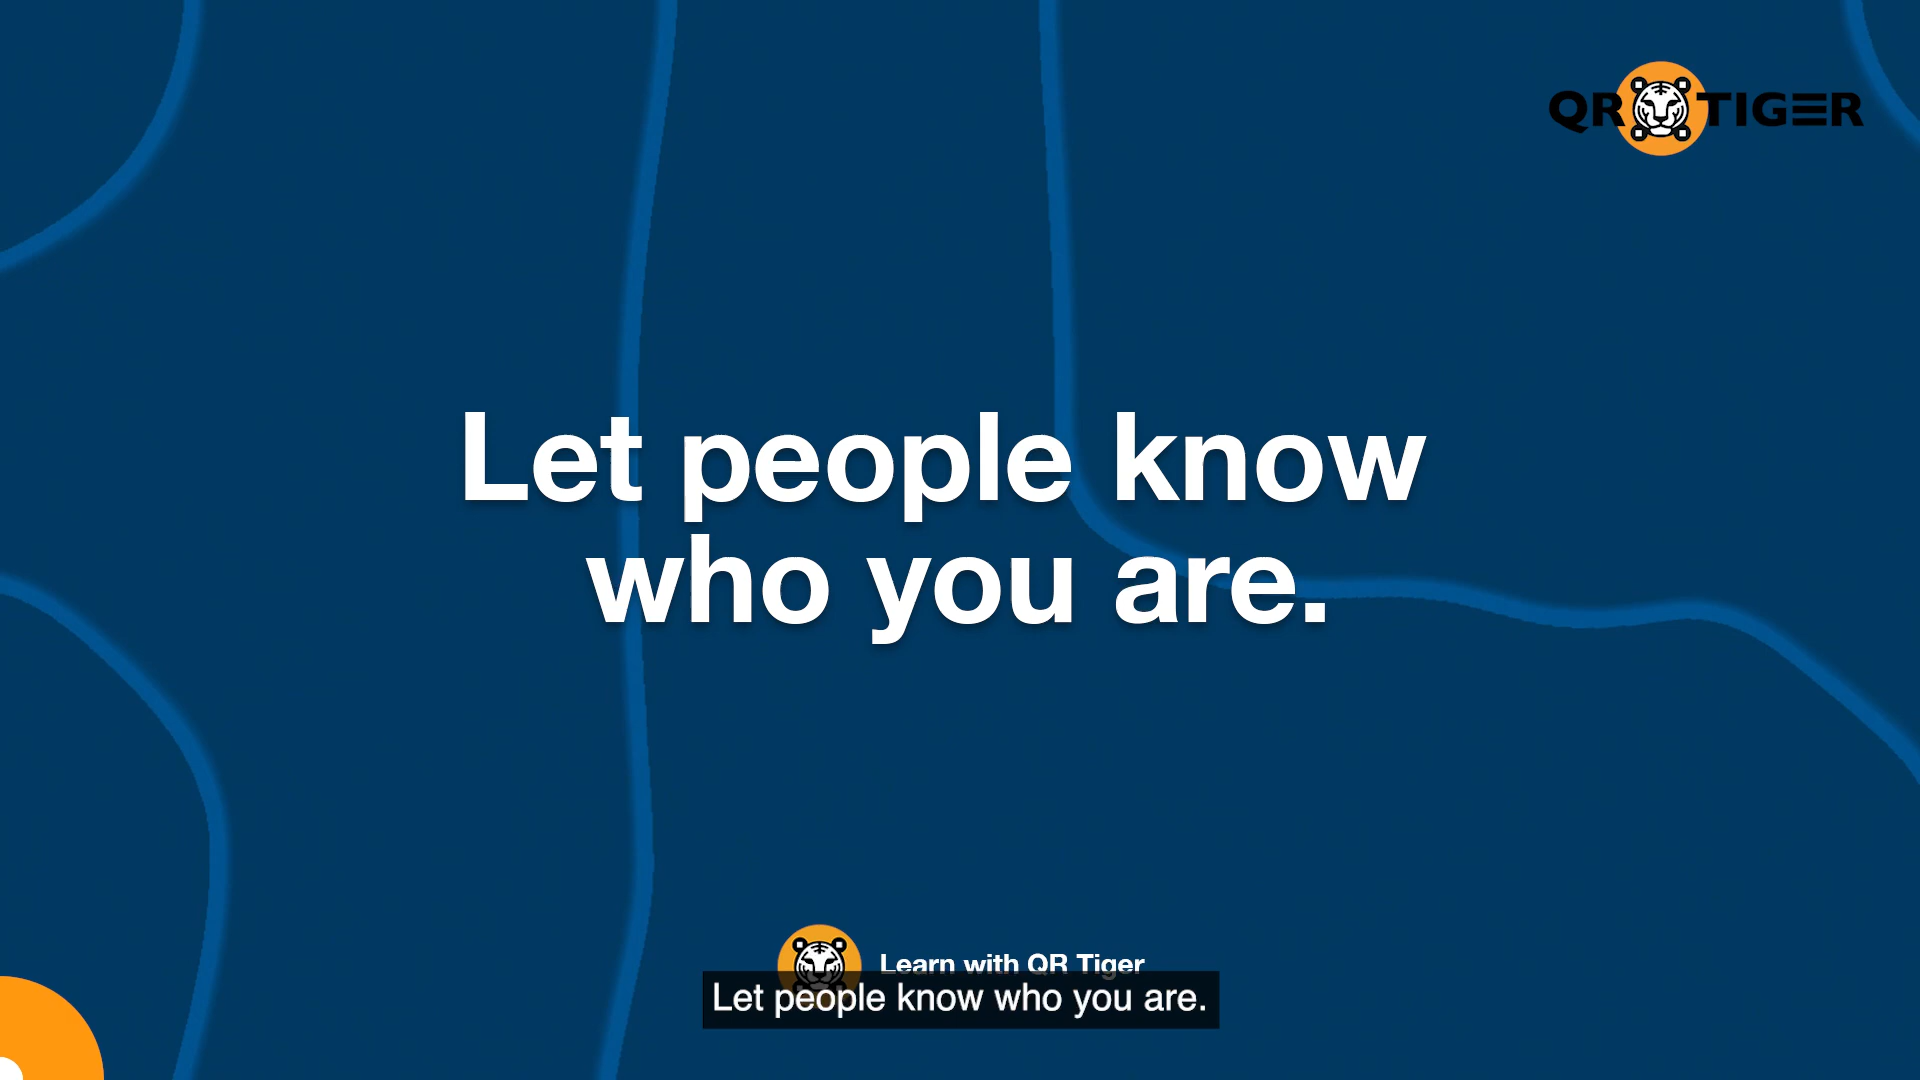 QR TIGER
Let people know
who you are.
Learn with QR Tiger
Let people know who you are.